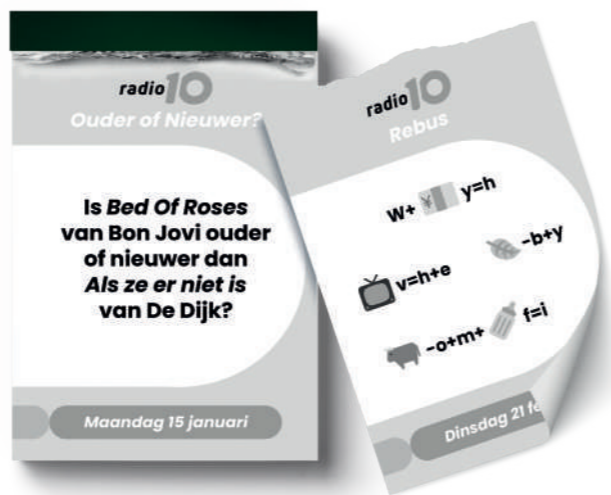 radio 10
Ouder of Nieuwer?
Is Bed Of Roses
van Bon Jovi ouder
of nieuwer dan
Als ze er niet is
van De Dijk?
Maandag 15 januari
radio 10
Rebus
W+ ¥ y=h
-b+y
v=h+e
-o+m+ f=i
Dinsdag 21